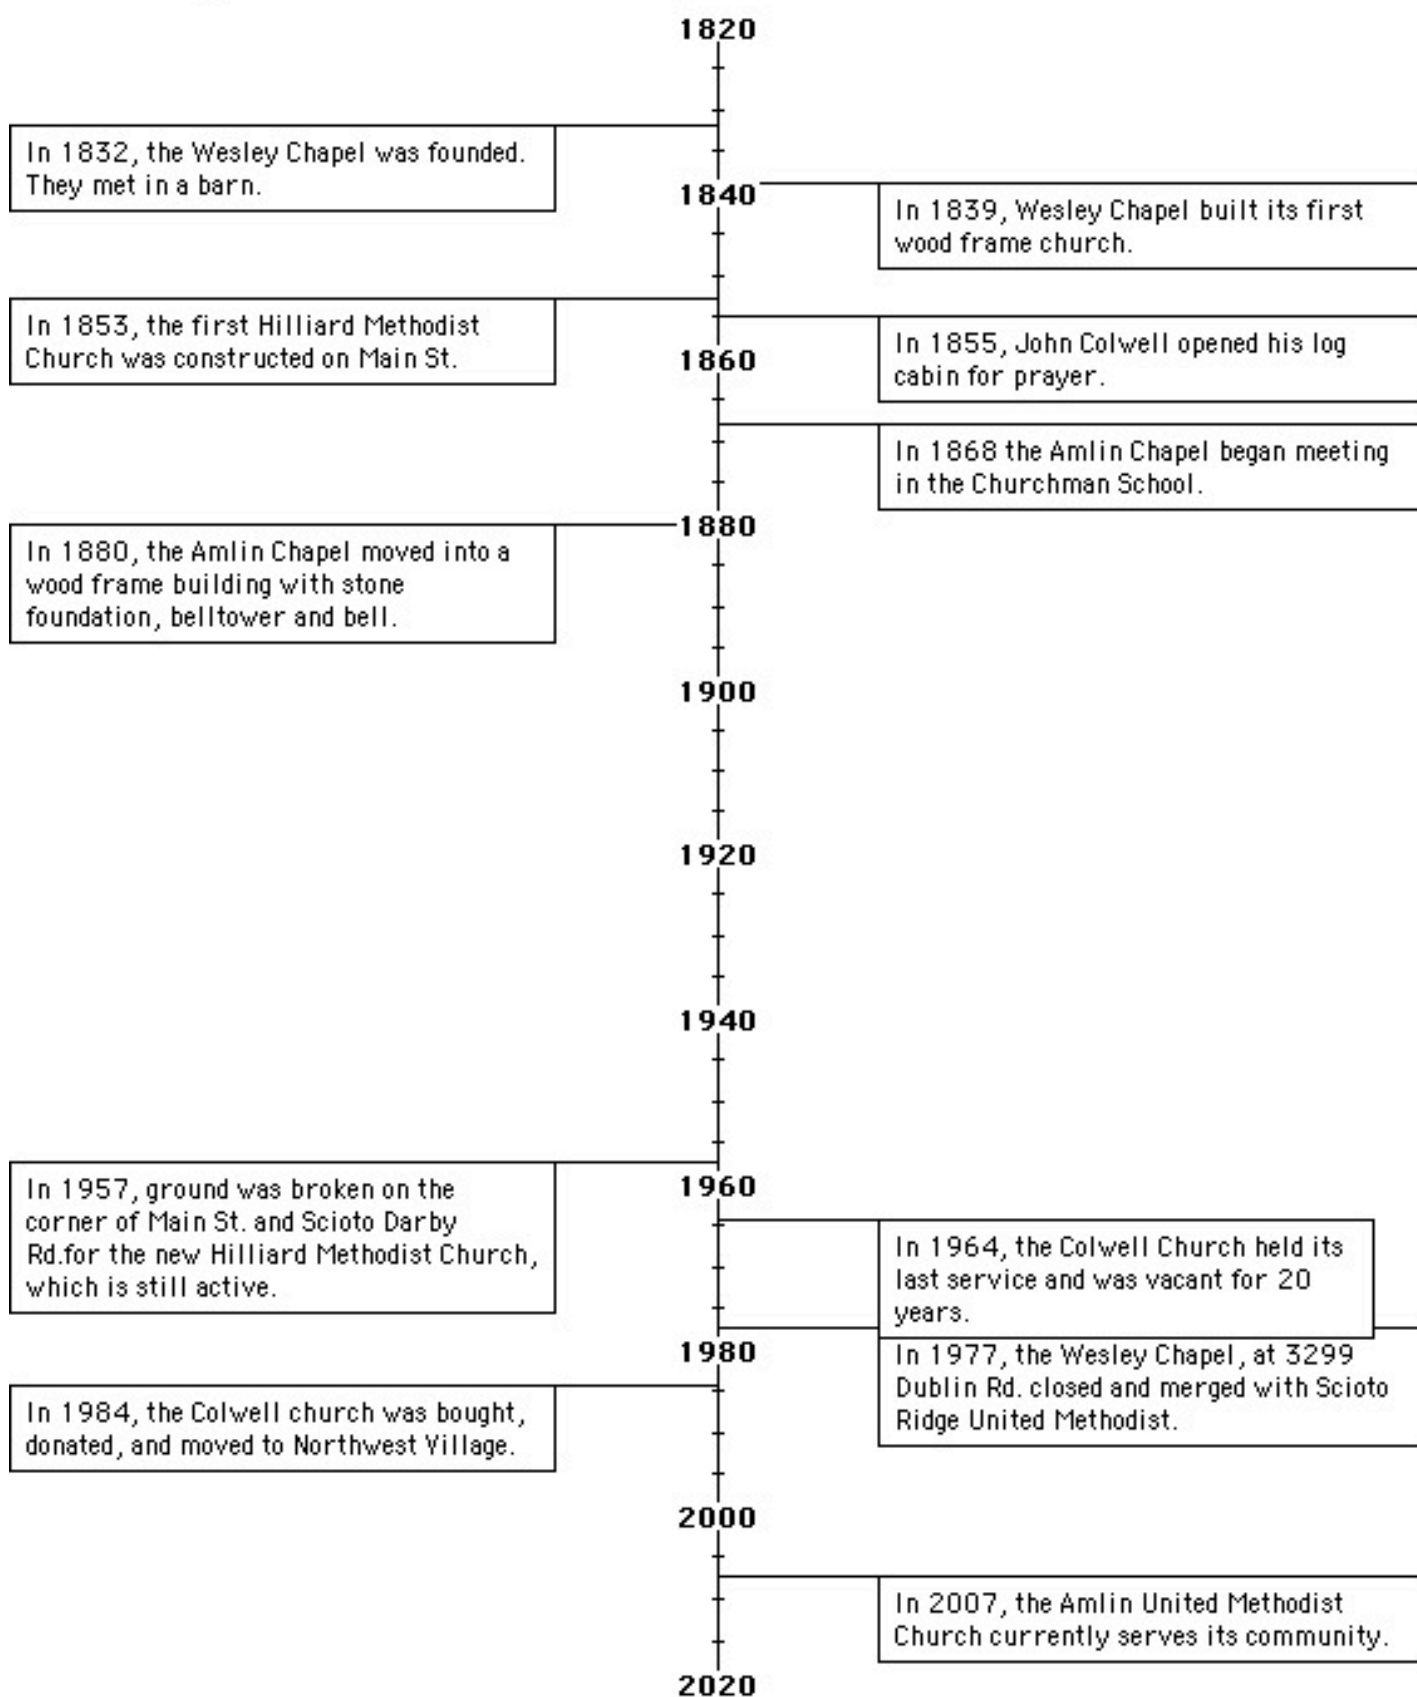 1820
In 1832, the Wesley Chapel was founded.
They met in a barn.
1840
In 1839, Wesley Chapel built its first
wood frame church.
In 1853, the first Hilliard Methodist
Church was constructed on Main St.
In 1855, John Colwell opened his log
cabin for prayer.
1860
In 1868 the Amlin Chapel began meeting
in the Churchman School.
1880
In 1880, the Amlin Chapel moved into a
wood frame building with stone
foundation, belltower and bell.
1900
1920
1940
In 1957, ground was broken on the
corner of Main St. and Scioto Darby
Rd.for the new Hilliard Methodist Church,
which is still active.
1960
In 1964, the Colwell Church held its
last service and was vacant for 20
years.
In 1977, the Wesley Chapel, at 3299
Dublin Rd. closed and merged with Scioto
Ridge United Methodist.
1980
In 1984, the Colwell church was bought,
donated, and moved to Northwest Village.
2000
In 2007, the Amlin United Methodist
Church currently serves its community.
2020